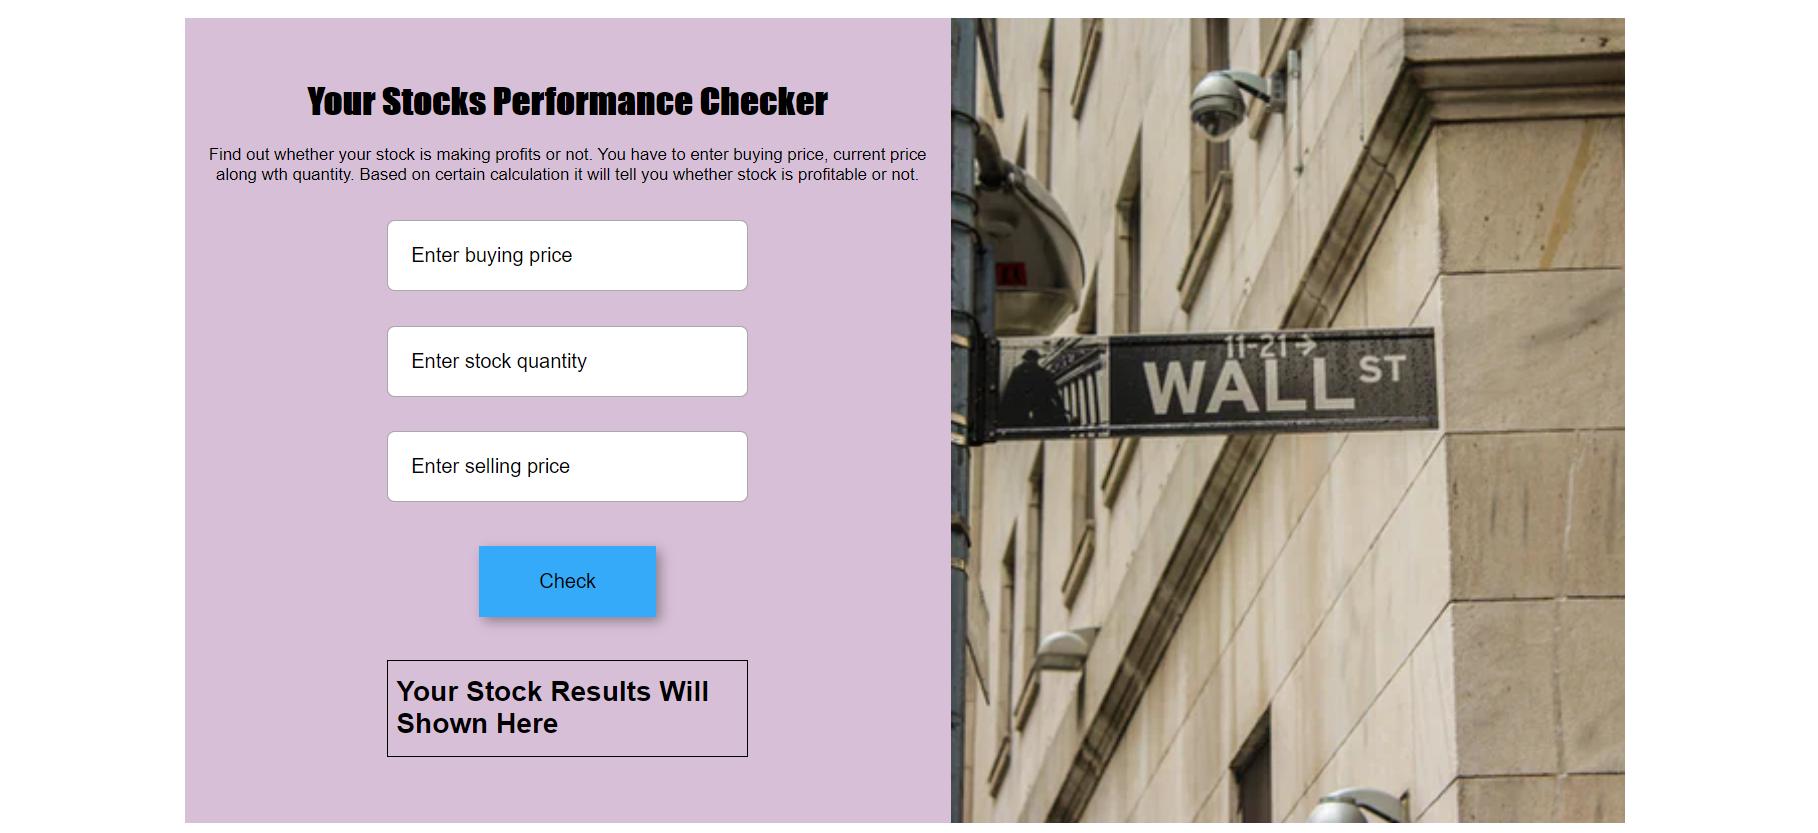 Your Stocks Performance Checker
Find out whether your stock is making profits or not. You have to enter buying price, current price
along wth quantity. Based on certain calculation it will tell you whether stock is profitable or not.
Enter buying price
Enter stock quantity
Enter selling price
Check
Your Stock Results Will
Shown Here
11-21 →
WALL ST